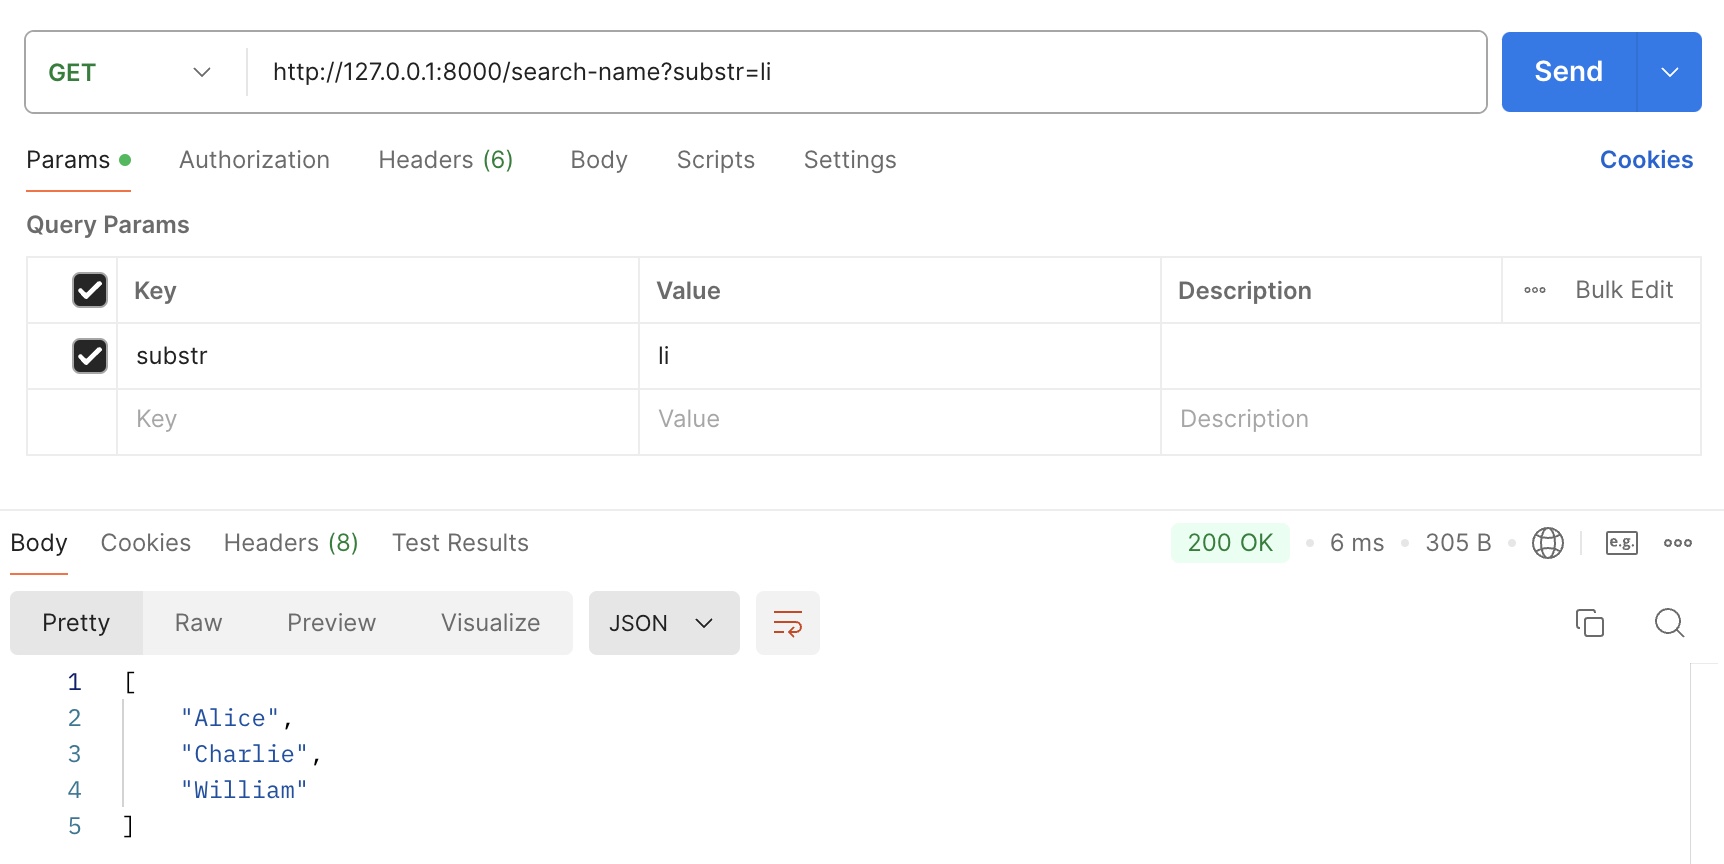 GET http://127.0.0.1:8000/search-name?substr=li Send
Params Authorization Headers (6) Body Scripts Settings Cookies
Query Params
Key Value Description Bulk Edit
substr li
Key Value Description
Body Cookies Headers (8) Test Results 200 OK 6 ms 305 B e.g.
Pretty Raw Preview Visualize JSON
1 [
2 "Alice",
3 "Charlie",
4 "William"
5 ]